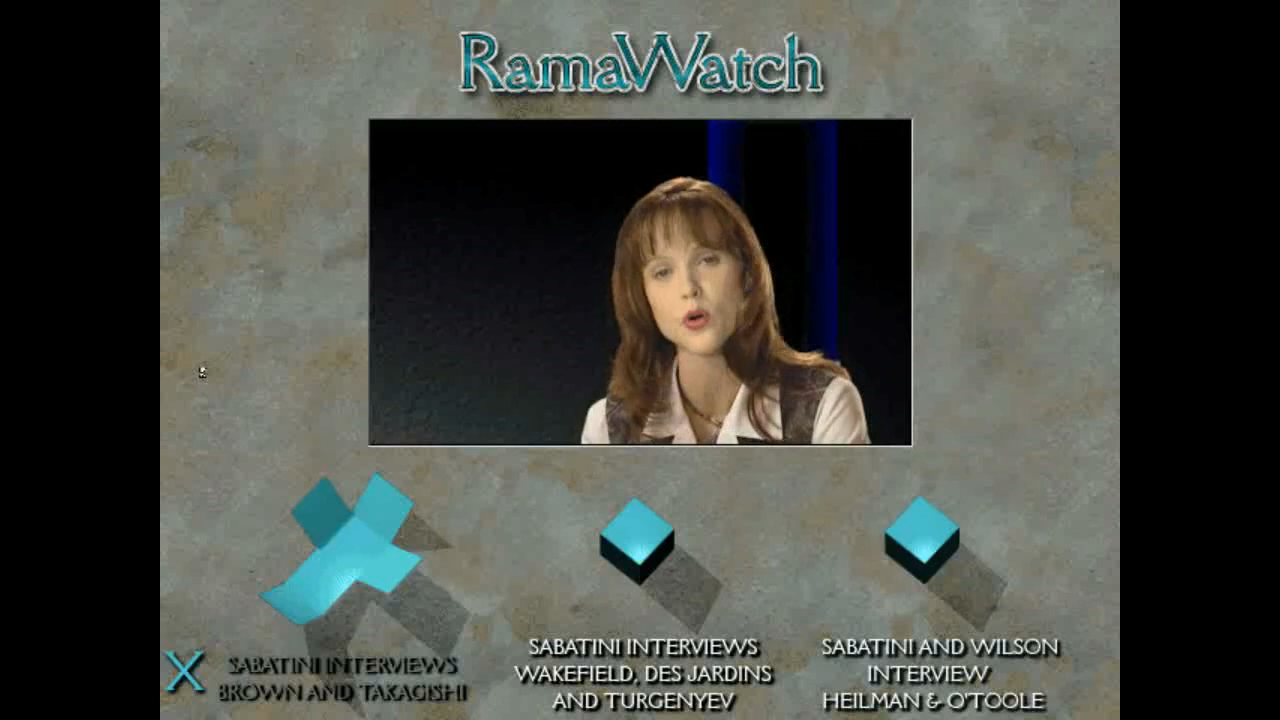 RamaWatch
X
SABATINI INTERVIEWS
BROWN AND TAKAGISHI
SABATINI INTERVIEWS
WAKEFIELD, DES JARDINS
AND TURGENYEV
SABATINI AND WILSON
INTERVIEW
HEILMAN & O'TOOLE